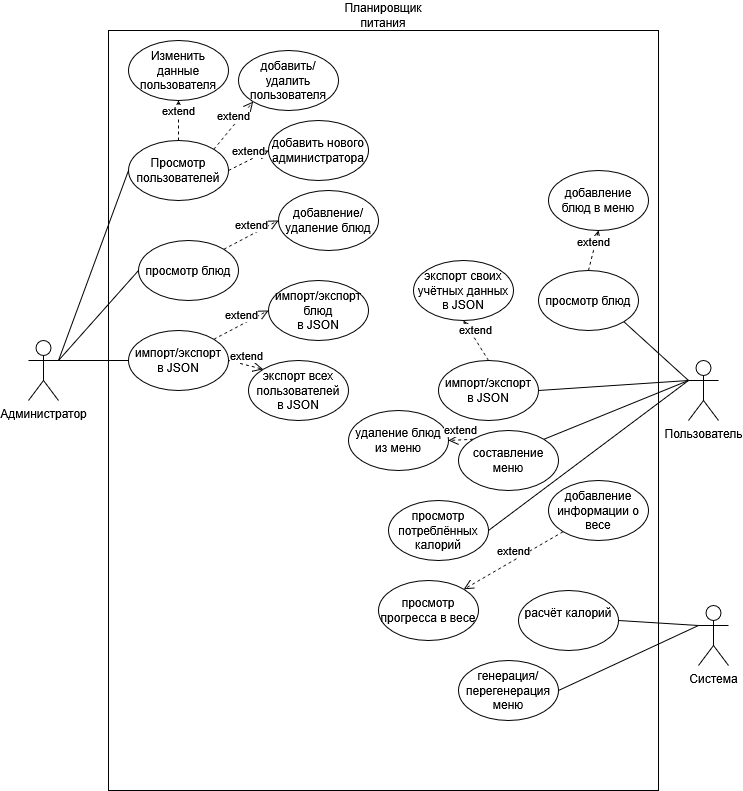 Планировщик
питания
Изменить
данные
пользователя
добавить/
удалить
пользователя
extend
extend
добавить нового
администратора
extend
Просмотр
пользователей
добавление/
удаление блюд
extend
просмотр блюд
импорт/экспорт
блюд
в JSON
extend
импорт/экспорт
в JSON
extend
экспорт всех
пользователей
в JSON
Администратор
добавление
блюд в меню
extend
просмотр блюд
экспорт своих
учётных данных
в JSON
extend
импорт/экспорт
в JSON
удаление блюд
из меню
extend
составление
меню
Пользователь
просмотр
потреблённых
калорий
добавление
информации о
весе
extend
просмотр
прогресса в весе
расчёт калорий
генерация/
перегенерация
меню
Система